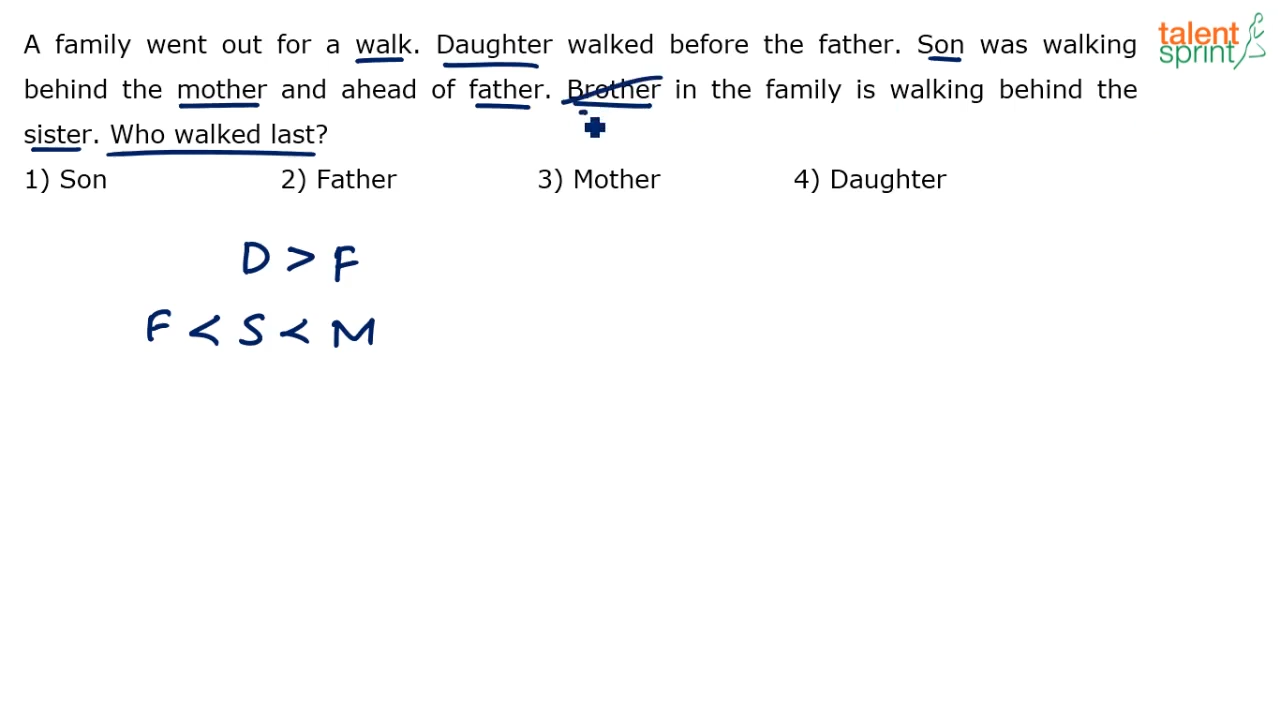 A family went out for a walk. Daughter walked before the father. Son was walking
behind the mother and ahead of father. Brother in the family is walking behind the
sister. Who walked last?
1) Son 2) Father 3) Mother 4) Daughter
D > F
F < S < M
talent
sprint